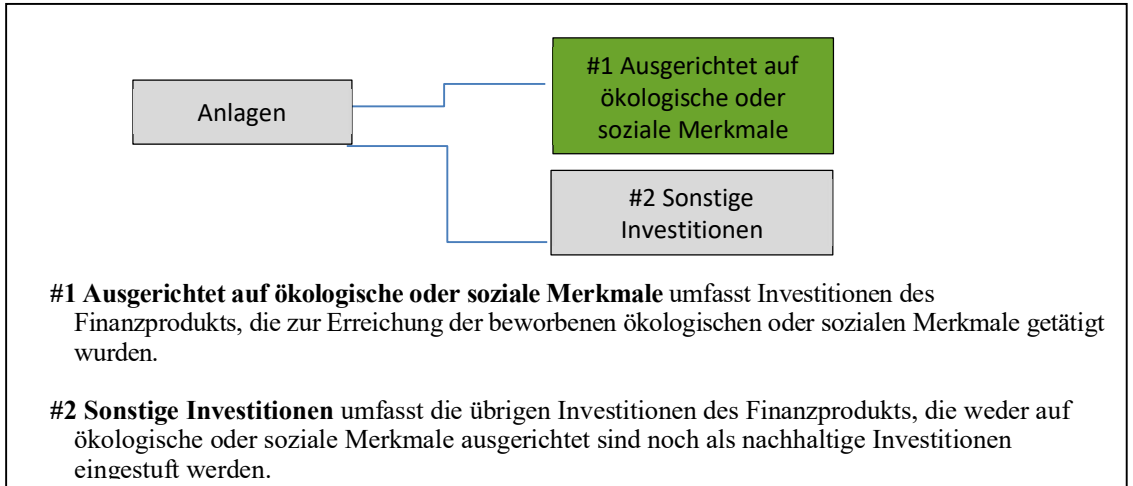 #1 Ausgerichtet auf
ökologische oder
soziale Merkmale
Anlagen
#2 Sonstige
Investitionen
#1 Ausgerichtet auf ökologische oder soziale Merkmale umfasst Investitionen des
Finanzprodukts, die zur Erreichung der beworbenen ökologischen oder sozialen Merkmale getätigt
wurden.
#2 Sonstige Investitionen umfasst die übrigen Investitionen des Finanzprodukts, die weder auf
ökologische oder soziale Merkmale ausgerichtet sind noch als nachhaltige Investitionen
eingestuft werden.